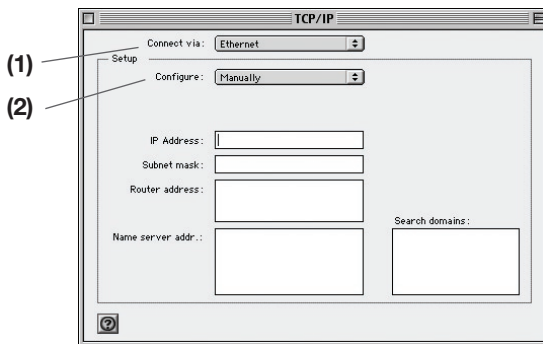 TCP/IP
(1)
Connect via: Ethernet
Setup
(2)
Configure: Manually
IP Address:
Subnet mask:
Router address:
Search domains:
Name server addr.:
?